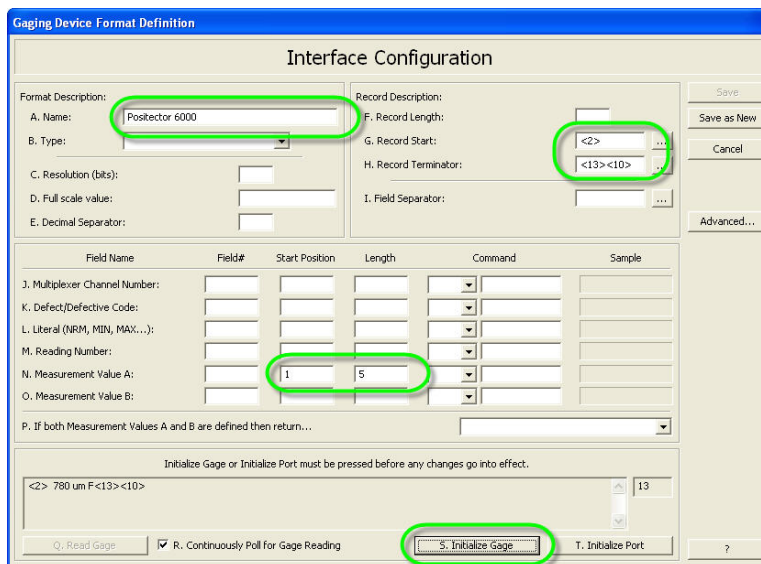 Gaging Device Format Definition
Interface Configuration
Format Description:
A. Name: Positector 6000
B. Type:
C. Resolution (bits):
D. Full scale value:
E. Decimal Separator:
Record Description:
F. Record Length:
G. Record Start: <2> ...
H. Record Terminator: <13><10> ...
I. Field Separator: ...
Save
Save as New
Cancel
Advanced...
Field Name Field# Start Position Length Command Sample
J. Multiplexer Channel Number:
K. Defect/Defective Code:
L. Literal (NRM, MIN, MAX...):
M. Reading Number:
N. Measurement Value A: 1 5
O. Measurement Value B:
P. If both Measurement Values A and B are defined then return...
Initialize Gage or Initialize Port must be pressed before any changes go into effect.
<2> 780 um F<13><10> 13
Q. Read Gage R. Continuously Poll for Gage Reading S. Initialize Gage T. Initialize Port ?